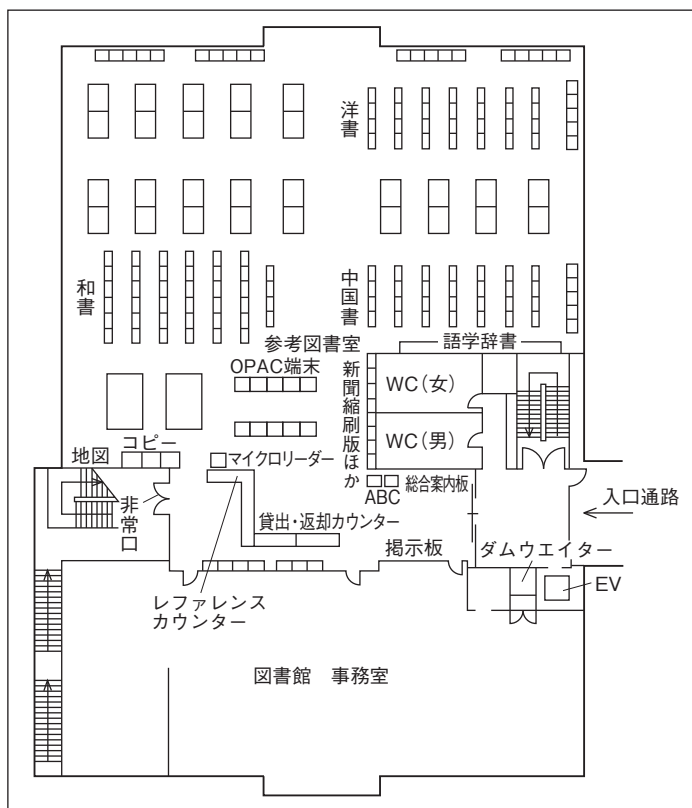 洋書
和書
中国書
参考図書室
語学辞書
OPAC端末
新聞縮刷版ほか
WC(女)
WC(男)
コピー
地図
マイクロリーダー
非常口
ABC
総合案内板
入口通路
貸出・返却カウンター
掲示板
ダムウエイター
EV
レファレンス
カウンター
図書館 事務室